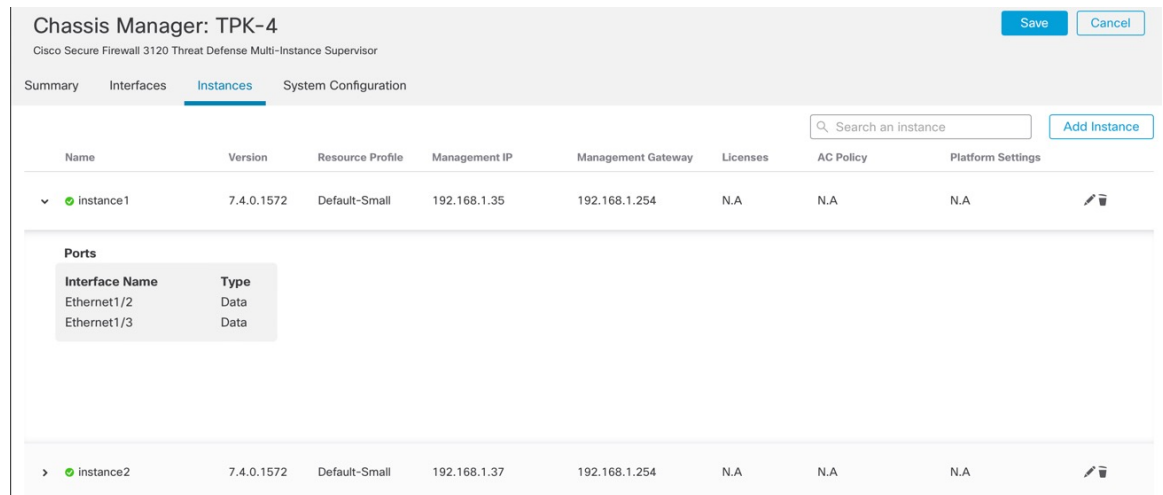 Chassis Manager: TPK-4
Save Cancel
Cisco Secure Firewall 3120 Threat Defense Multi-Instance Supervisor
Summary Interfaces Instances System Configuration
Search an instance Add Instance
Name Version Resource Profile Management IP Management Gateway Licenses AC Policy Platform Settings
instance1 7.4.0.1572 Default-Small 192.168.1.35 192.168.1.254 N.A N.A N.A
Ports
Interface Name Type
Ethernet1/2 Data
Ethernet1/3 Data
instance2 7.4.0.1572 Default-Small 192.168.1.37 192.168.1.254 N.A N.A N.A